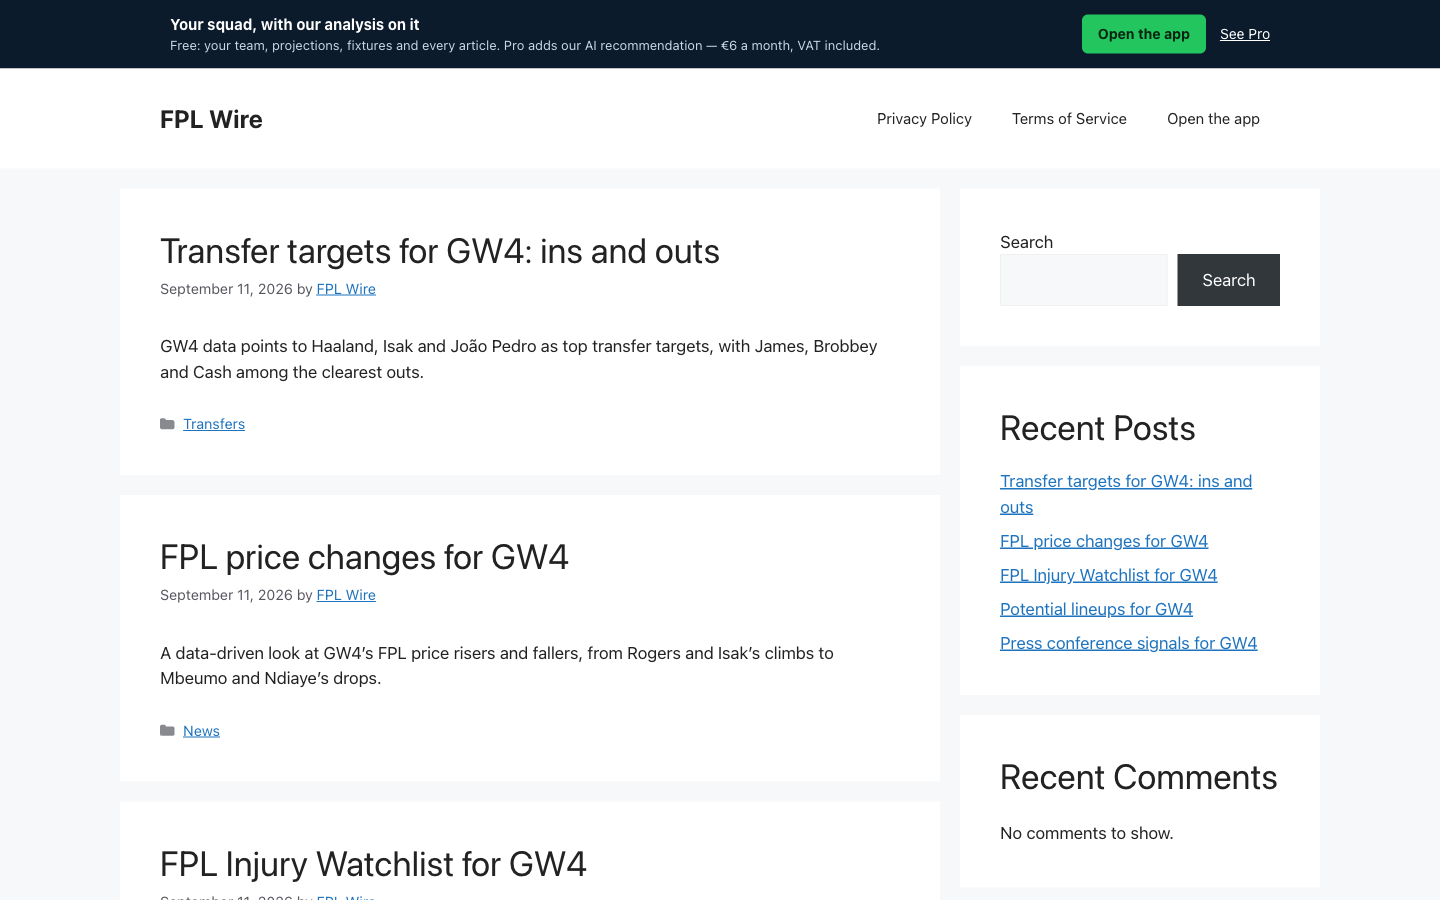 Your squad, with our analysis on it
Free: your team, projections, fixtures and every article. Pro adds our AI recommendation — €6 a month, VAT included.
Open the app
See Pro
FPL Wire
Privacy Policy
Terms of Service
Open the app
Transfer targets for GW4: ins and outs
September 11, 2026 by FPL Wire
GW4 data points to Haaland, Isak and João Pedro as top transfer targets, with James, Brobbey
and Cash among the clearest outs.
Transfers
FPL price changes for GW4
September 11, 2026 by FPL Wire
A data-driven look at GW4’s FPL price risers and fallers, from Rogers and Isak’s climbs to
Mbeumo and Ndiaye’s drops.
News
FPL Injury Watchlist for GW4
September 11, 2026 by FPL Wire
Search
Search
Recent Posts
Transfer targets for GW4: ins and
outs
FPL price changes for GW4
FPL Injury Watchlist for GW4
Potential lineups for GW4
Press conference signals for GW4
Recent Comments
No comments to show.